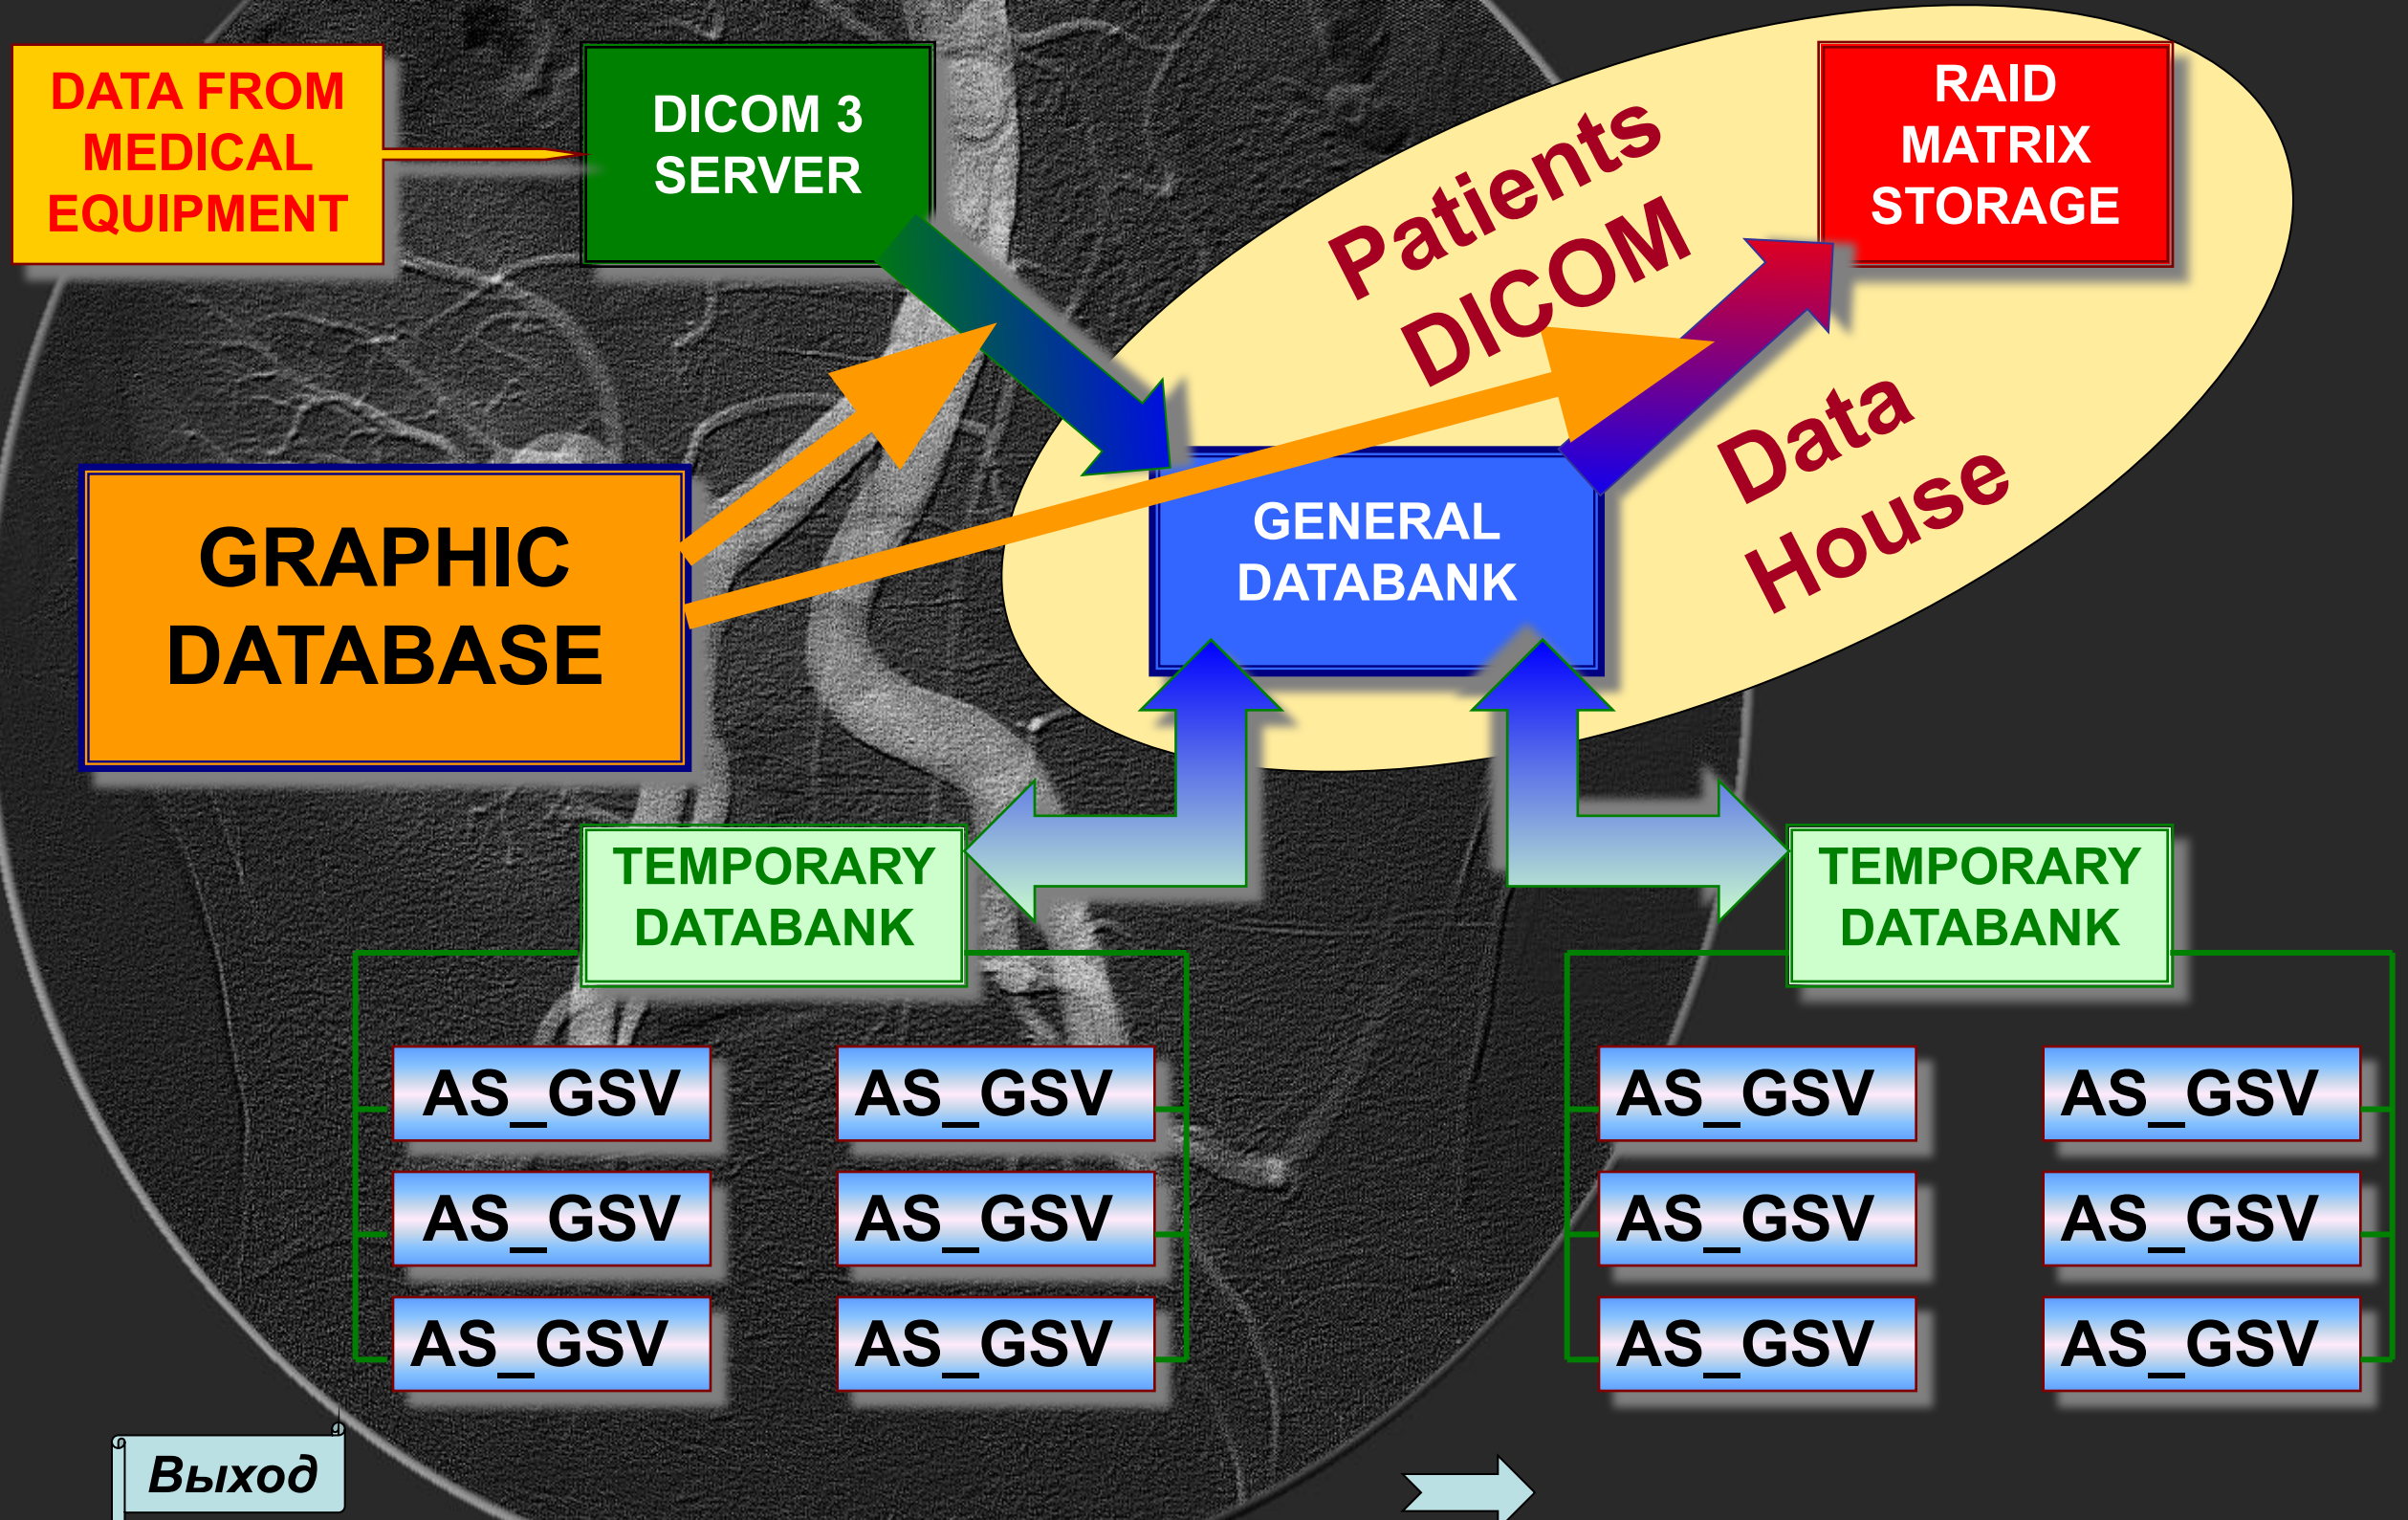 DATA FROM
MEDICAL
EQUIPMENT
DICOM 3
SERVER
Patients
DICOM
Data
House
RAID
MATRIX
STORAGE
GRAPHIC
DATABASE
GENERAL
DATABANK
TEMPORARY
DATABANK
TEMPORARY
DATABANK
AS_GSV
AS_GSV
AS_GSV
AS_GSV
AS_GSV
AS_GSV
AS_GSV
AS_GSV
AS_GSV
AS_GSV
AS_GSV
AS_GSV
Выход